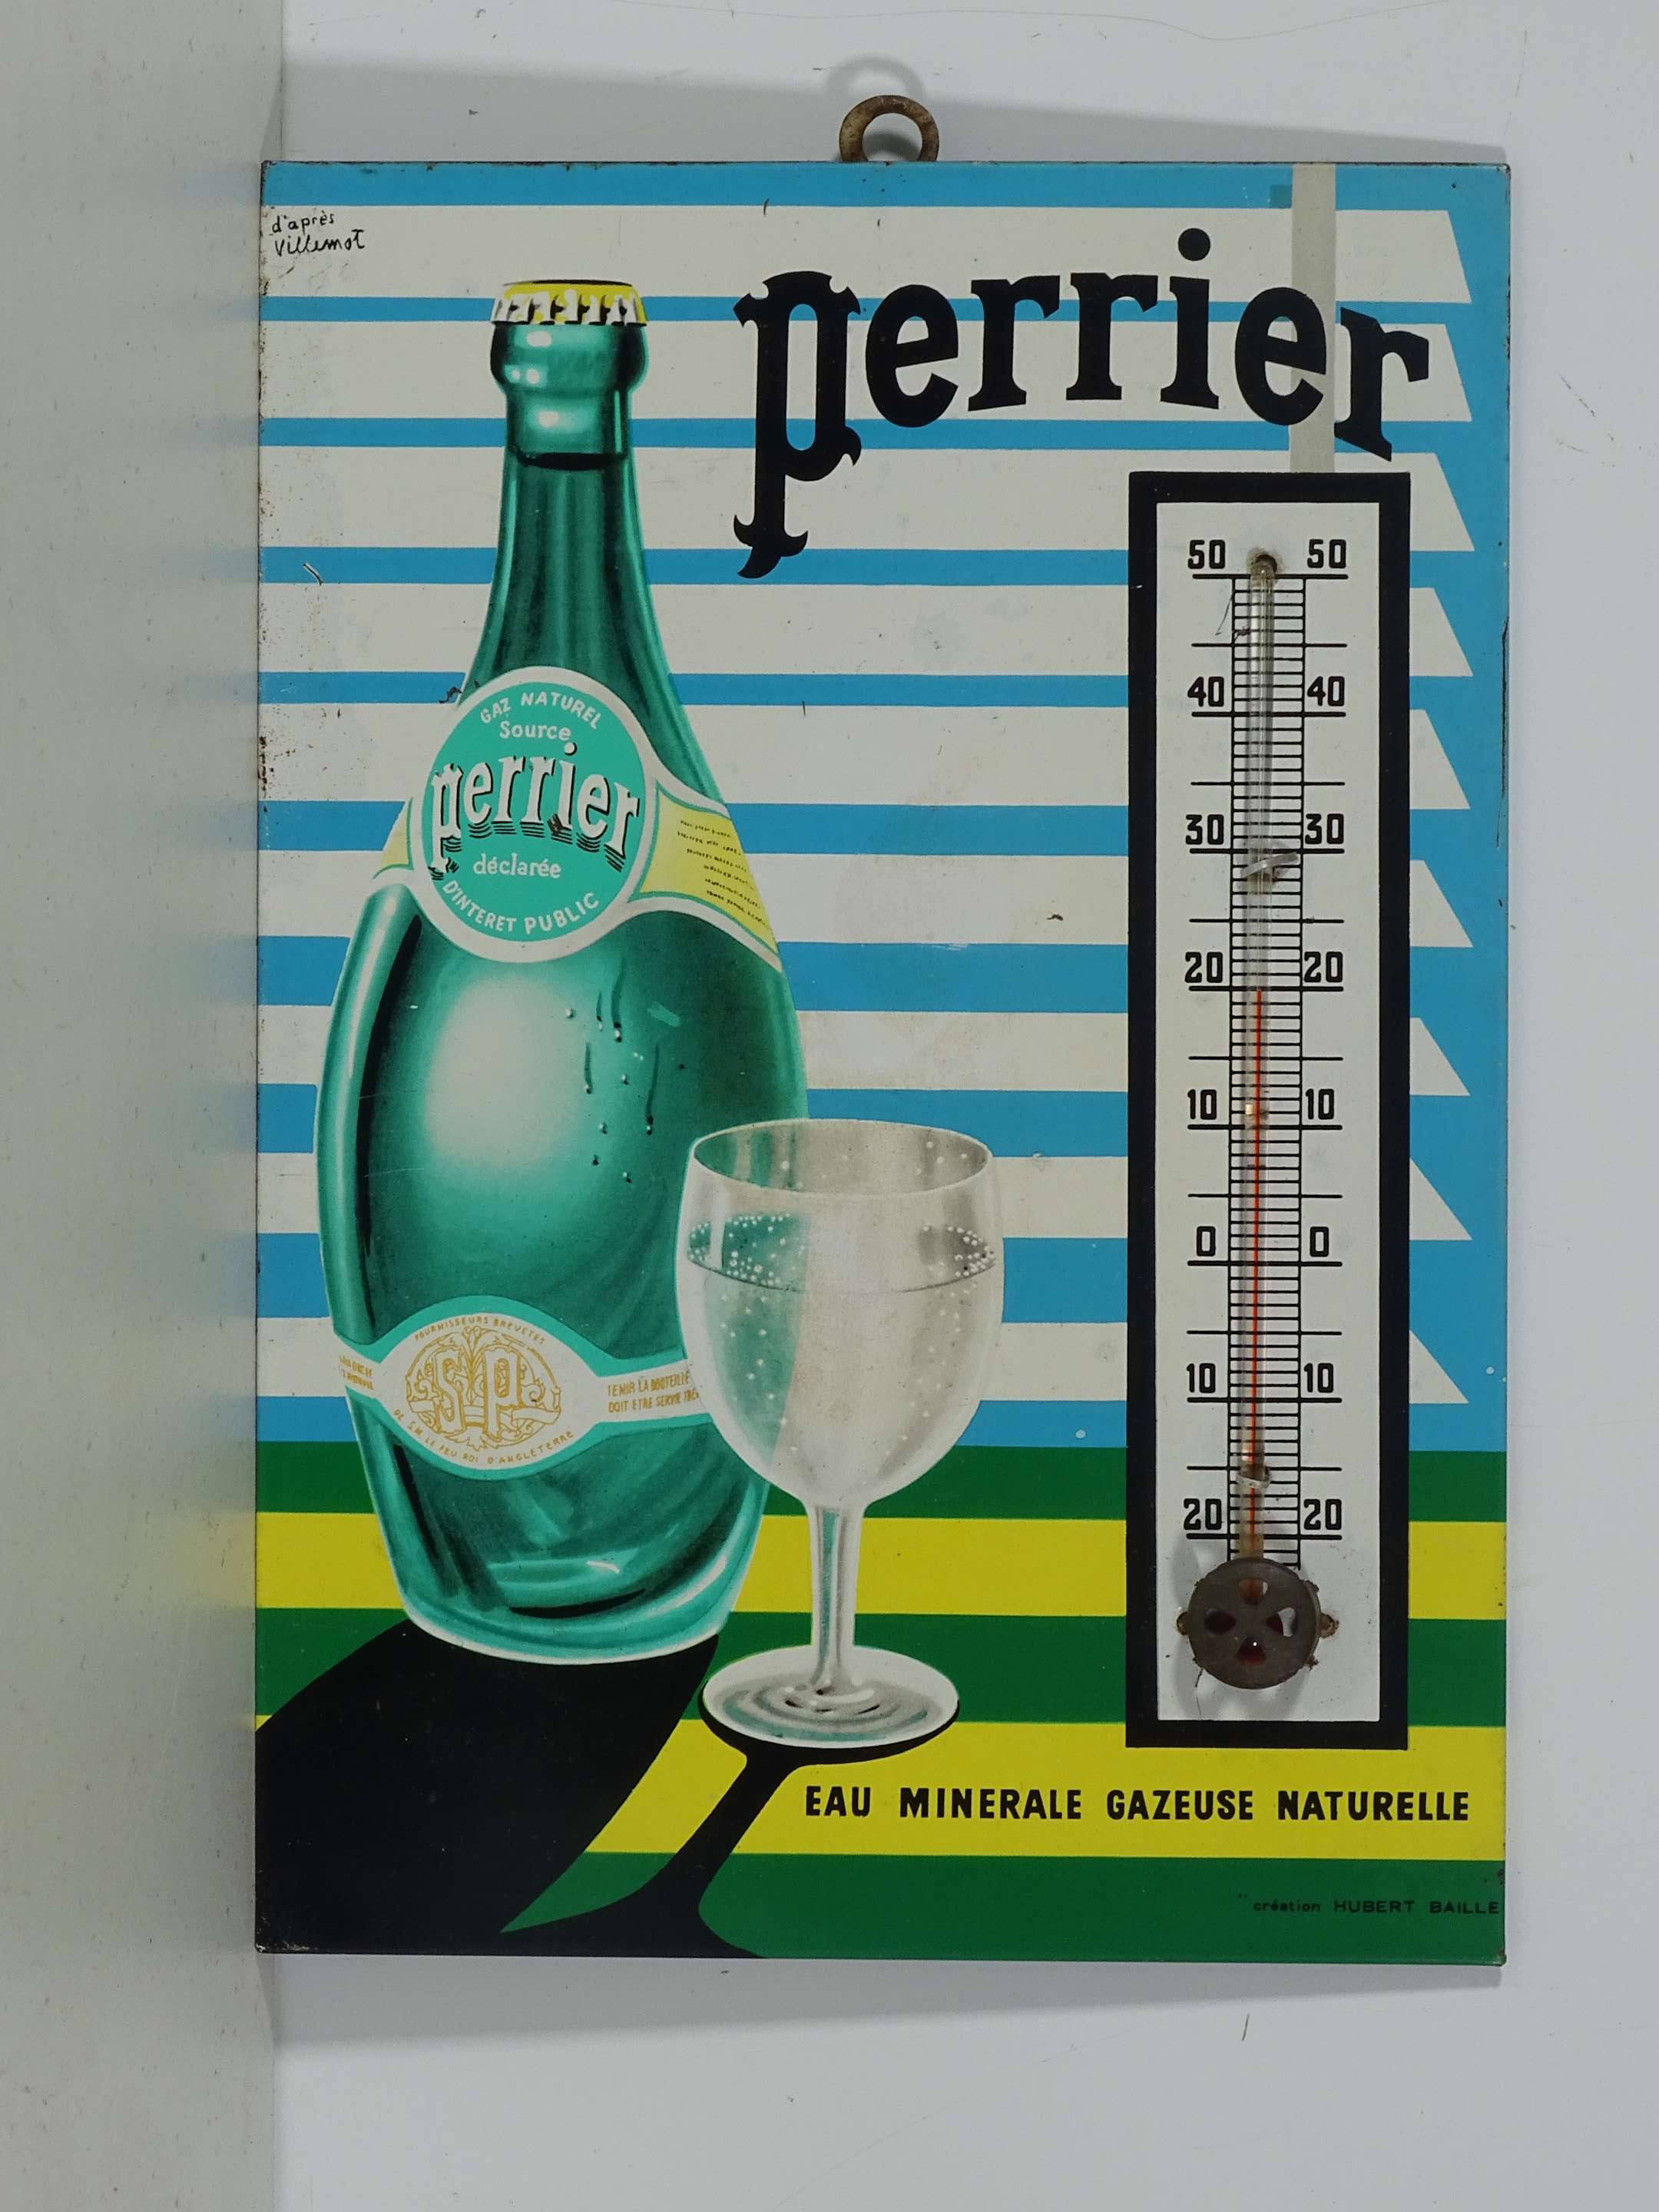 d'après
Villemot
perrier
GAZ NATUREL
Source
perrier
déclarée
D'INTERET PUBLIC
50 50
40 40
30 30
20 20
10 10
0 0
10 10
20 20
FOURNISSEURS BREVETES
SP
DE S.M. LE FEU ROI D'ANGLETERRE
TENIR LA BOUTEILLE
DOIT ETRE SERVIE
EAU MINERALE GAZEUSE NATURELLE
création HUBERT BAILLE